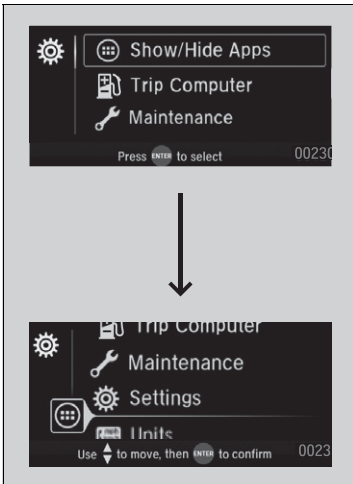 Show/Hide Apps
Trip Computer
Maintenance
Press ENTER to select 00230
Trip Computer
Maintenance
Settings
Units
Use to move, then ENTER to confirm 0023